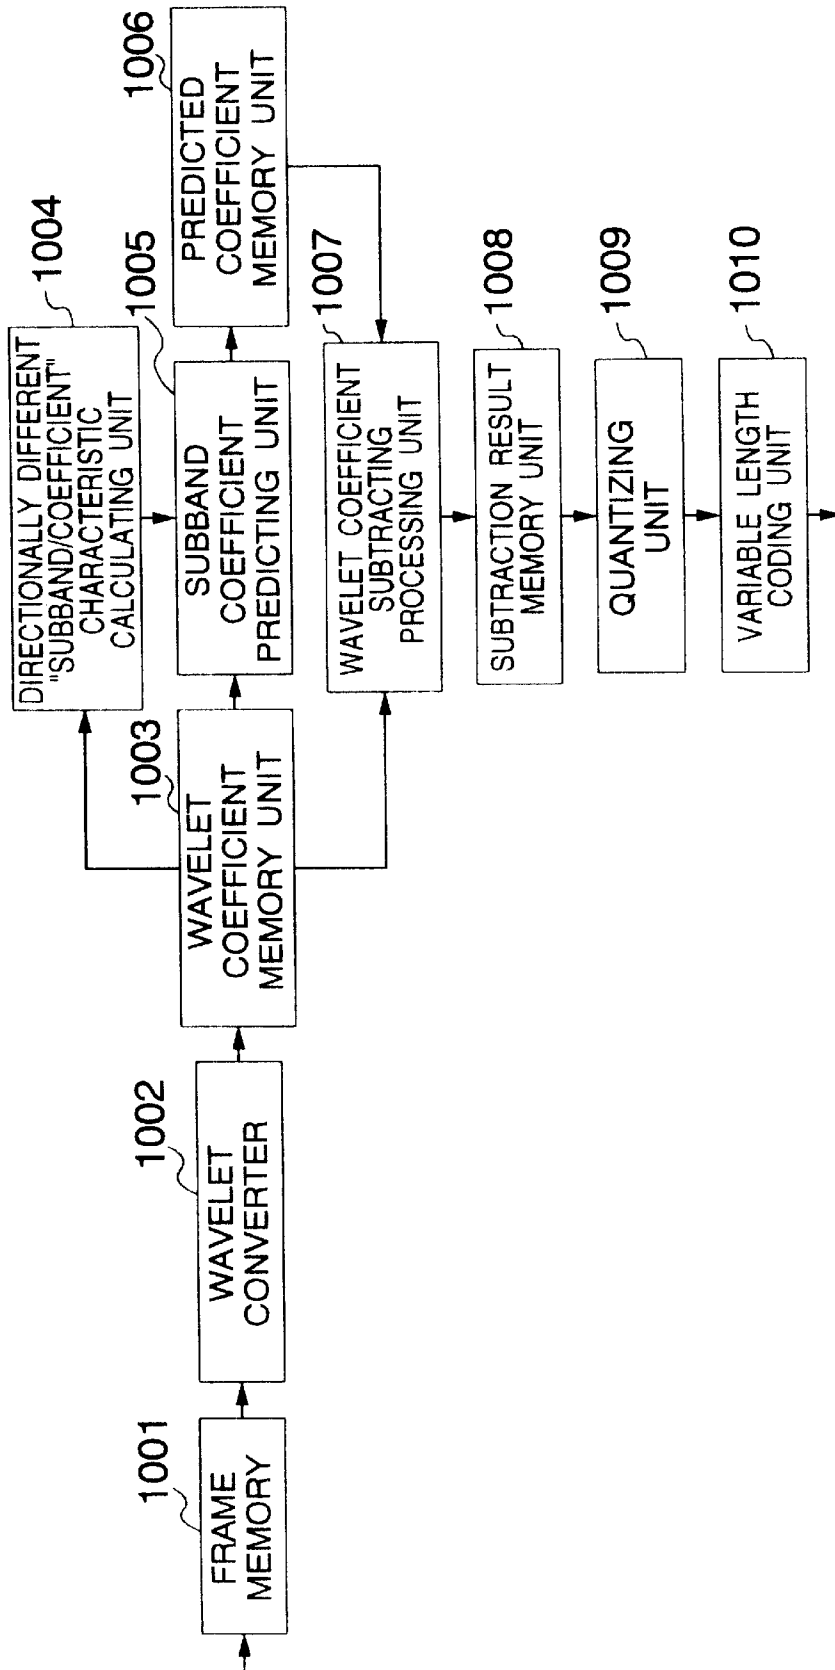 1001
FRAME
MEMORY
1002
WAVELET
CONVERTER
1003
WAVELET
COEFFICIENT
MEMORY UNIT
1004
DIRECTIONALLY DIFFERENT
"SUBBAND/COEFFICIENT"
CHARACTERISTIC
CALCULATING UNIT
1005
SUBBAND
COEFFICIENT
PREDICTING UNIT
1006
PREDICTED
COEFFICIENT
MEMORY UNIT
1007
WAVELET COEFFICIENT
SUBTRACTING
PROCESSING UNIT
1008
SUBTRACTION RESULT
MEMORY UNIT
1009
QUANTIZING
UNIT
1010
VARIABLE LENGTH
CODING UNIT